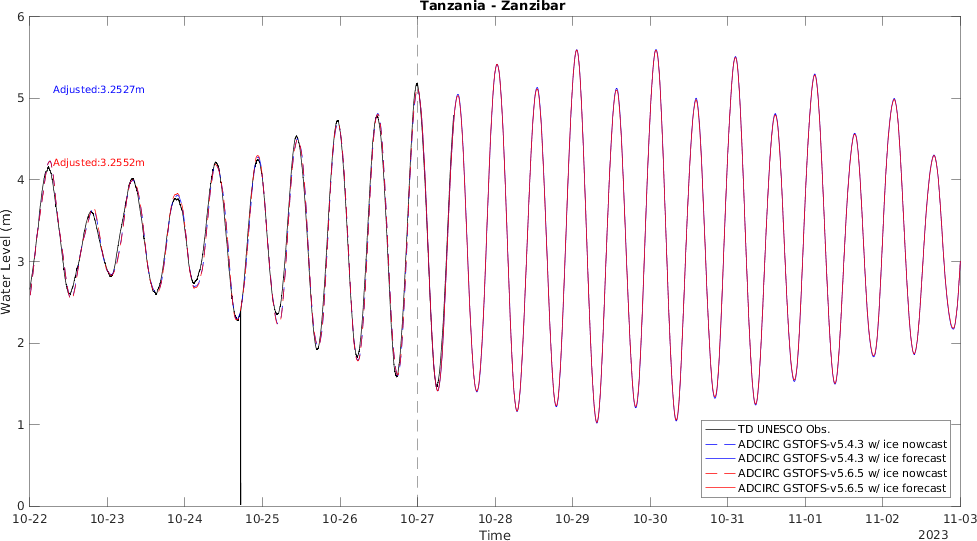 Tanzania - Zanzibar
6
5
4
3
2
1
0
Water Level (m)
Adjusted:3.2527m
Adjusted:3.2552m
TD UNESCO Obs.
ADCIRC GSTOFS-v5.4.3 w/ ice nowcast
ADCIRC GSTOFS-v5.4.3 w/ ice forecast
ADCIRC GSTOFS-v5.6.5 w/ ice nowcast
ADCIRC GSTOFS-v5.6.5 w/ ice forecast
10-22 10-23 10-24 10-25 10-26 10-27 10-28 10-29 10-30 10-31 11-01 11-02 11-03
Time
2023